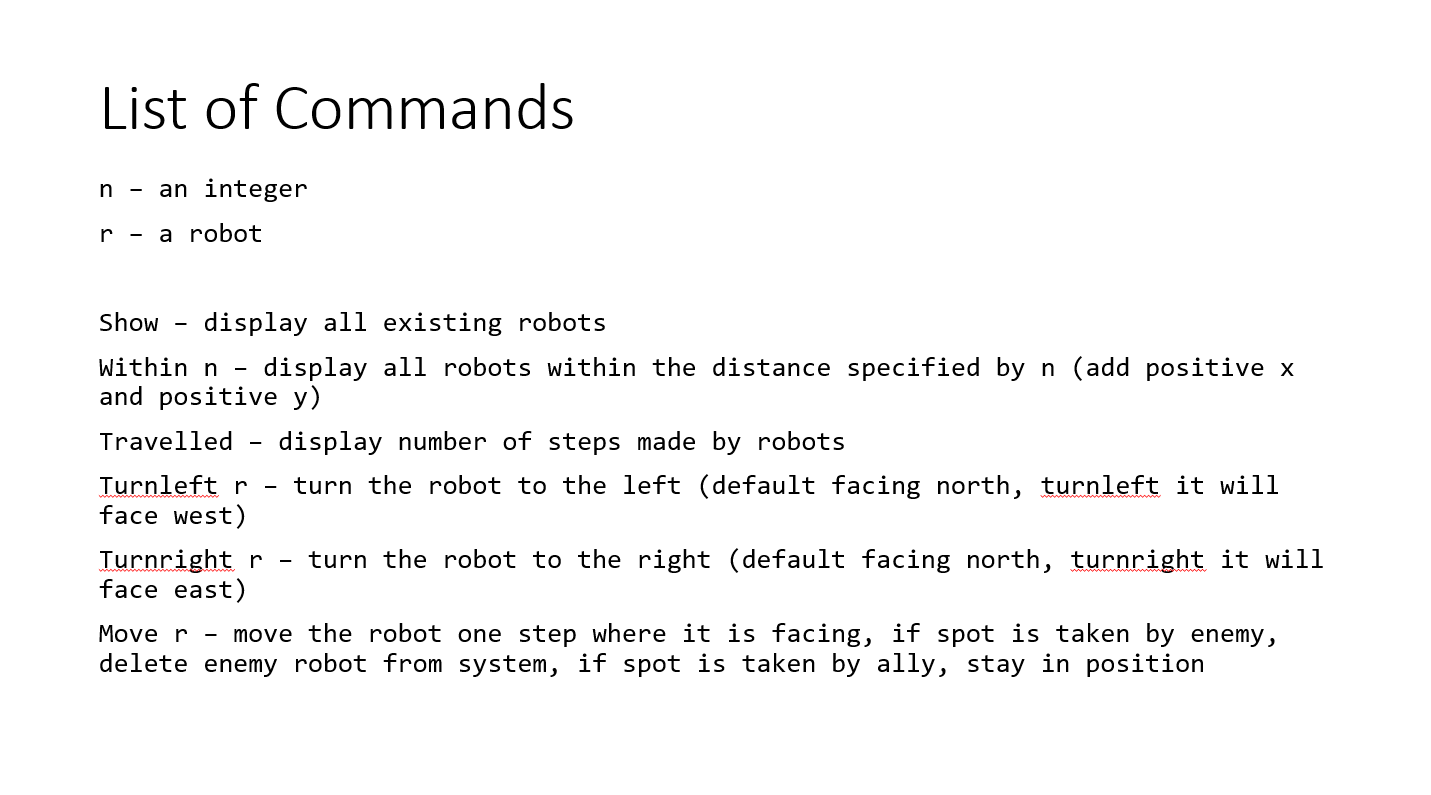 List of Commands
n – an integer
r – a robot
Show – display all existing robots
Within n – display all robots within the distance specified by n (add positive x
and positive y)
Travelled – display number of steps made by robots
Turnleft r – turn the robot to the left (default facing north, turnleft it will
face west)
Turnright r – turn the robot to the right (default facing north, turnright it will
face east)
Move r – move the robot one step where it is facing, if spot is taken by enemy,
delete enemy robot from system, if spot is taken by ally, stay in position